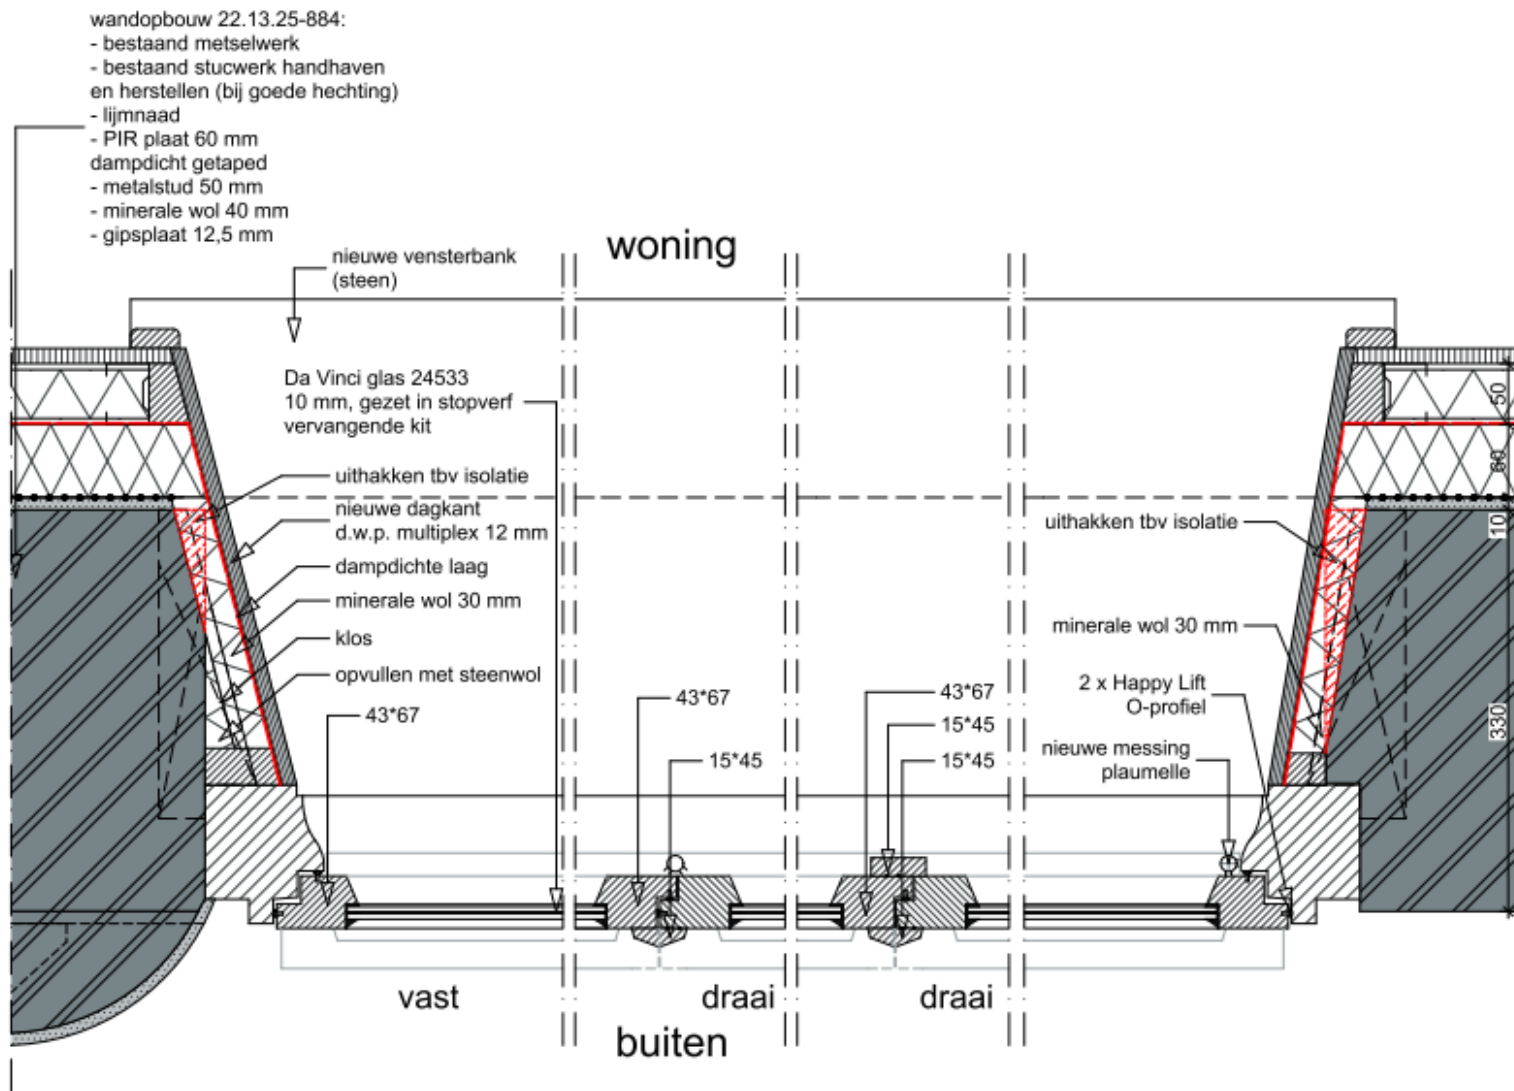 wandopbouw 22.13.25-884:
- bestaand metselwerk
- bestaand stucwerk handhaven
en herstellen (bij goede hechting)
- lijmnaad
- PIR plaat 60 mm
dampdicht getaped
- metalstud 50 mm
- minerale wol 40 mm
- gipsplaat 12,5 mm
woning
nieuwe vensterbank
(steen)
Da Vinci glas 24533
10 mm, gezet in stopverf
vervangende kit
uithakken tbv isolatie
nieuwe dagkant
d.w.p. multiplex 12 mm
dampdichte laag
minerale wol 30 mm
klos
opvullen met steenwol
43*67
43*67
15*45
43*67
15*45
15*45
uithakken tbv isolatie
minerale wol 30 mm
2 x Happy Lift
O-profiel
nieuwe messing
plaumelle
50
60
10
330
vast
draai
draai
buiten